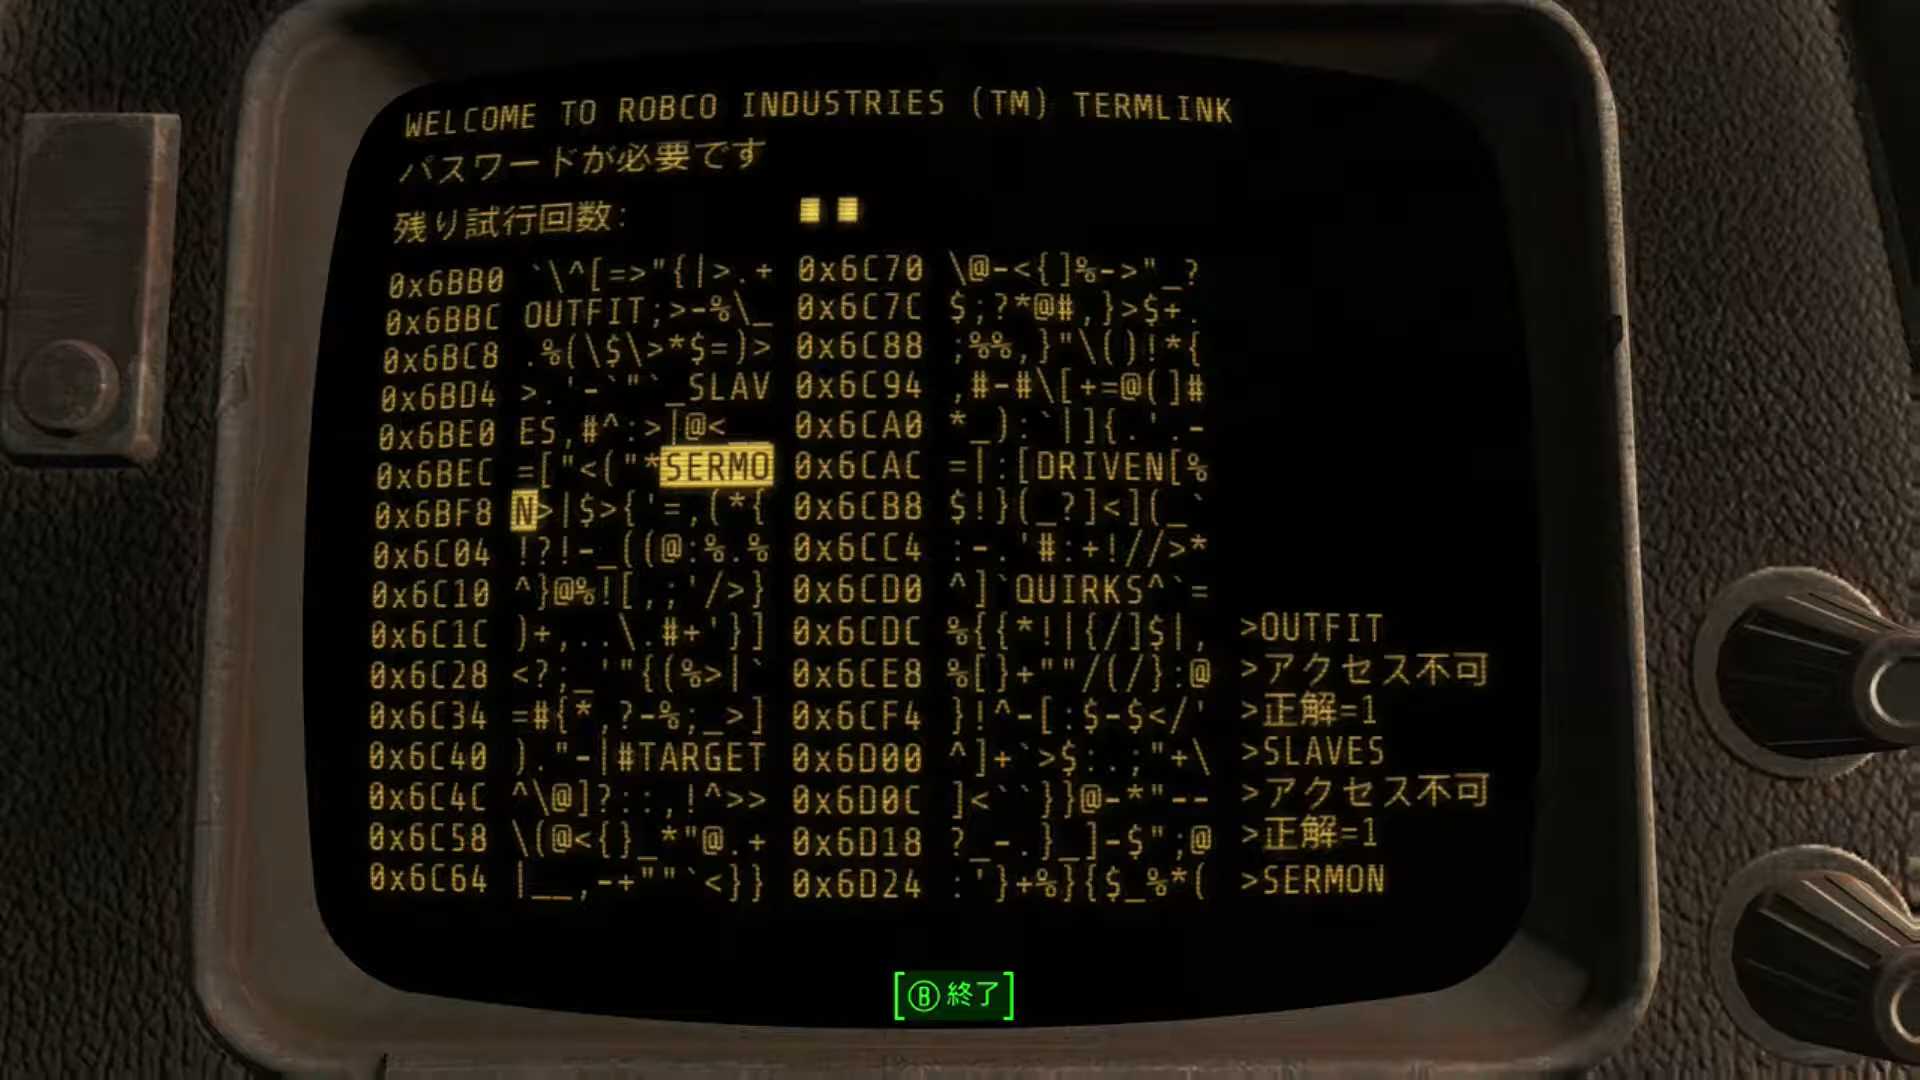 WELCOME TO ROBCO INDUSTRIES (TM) TERMLINK
パスワードが必要です
残り試行回数:
0x6BB0 `\^[=>"{|>.+
0x6BBC OUTFIT;>-%\_
0x6BC8 .%(\$\>*$=)>
0x6BD4 >.'-`"`_SLAV
0x6BE0 ES,#^:>|@<__
0x6BEC =["<("*SERMO
0x6BF8 N>|$>{'=,(*{
0x6C04 !?!-_((@:%.%
0x6C10 ^}@%![,;'/>}
0x6C1C )+,..\.#+'}]
0x6C28 <?;_'"{(%>|`
0x6C34 =#{*,?-%;_>]
0x6C40 )."-|#TARGET
0x6C4C ^\@]?::,!^>>
0x6C58 \(@<{}_*"@.+
0x6C64 |__,-+""`<}}
0x6C70 \@-<{]%->"_?
0x6C7C $;?*@#,}>$+.
0x6C88 ;%%,}"\()!*{
0x6C94 ,#-#\[+=@(]#
0x6CA0 *_):`|]{.'.-
0x6CAC =|:[DRIVEN[%
0x6CB8 $!}(_?]<](_`
0x6CC4 :-.'#:+!//>*
0x6CD0 ^]`QUIRKS^`=
0x6CDC %{{*!|{/]$|,
0x6CE8 %[}+""/(/}:@
0x6CF4 }!^-[:$-$</'
0x6D00 ^]+`>$:.;"+\
0x6D0C ]<``}}@-*"--
0x6D18 ?_-.}_]-$";@
0x6D24 :'}+%}{$_%*(
>OUTFIT
>アクセス不可
>正解=1
>SLAVES
>アクセス不可
>正解=1
>SERMON
[Ⓑ 終了]